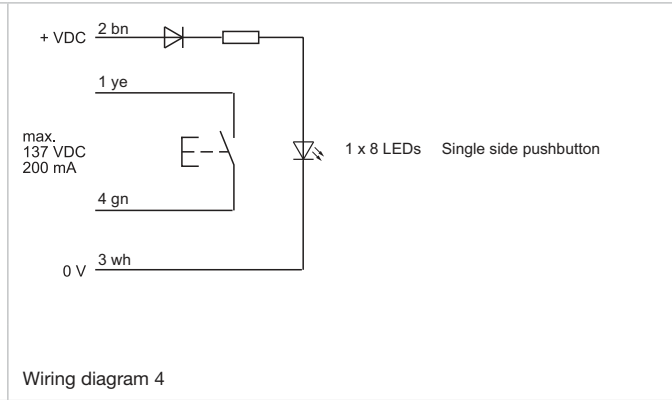 + VDC 2 bn
1 ye
max.
137 VDC
200 mA
1 x 8 LEDs Single side pushbutton
4 gn
0 V 3 wh
Wiring diagram 4